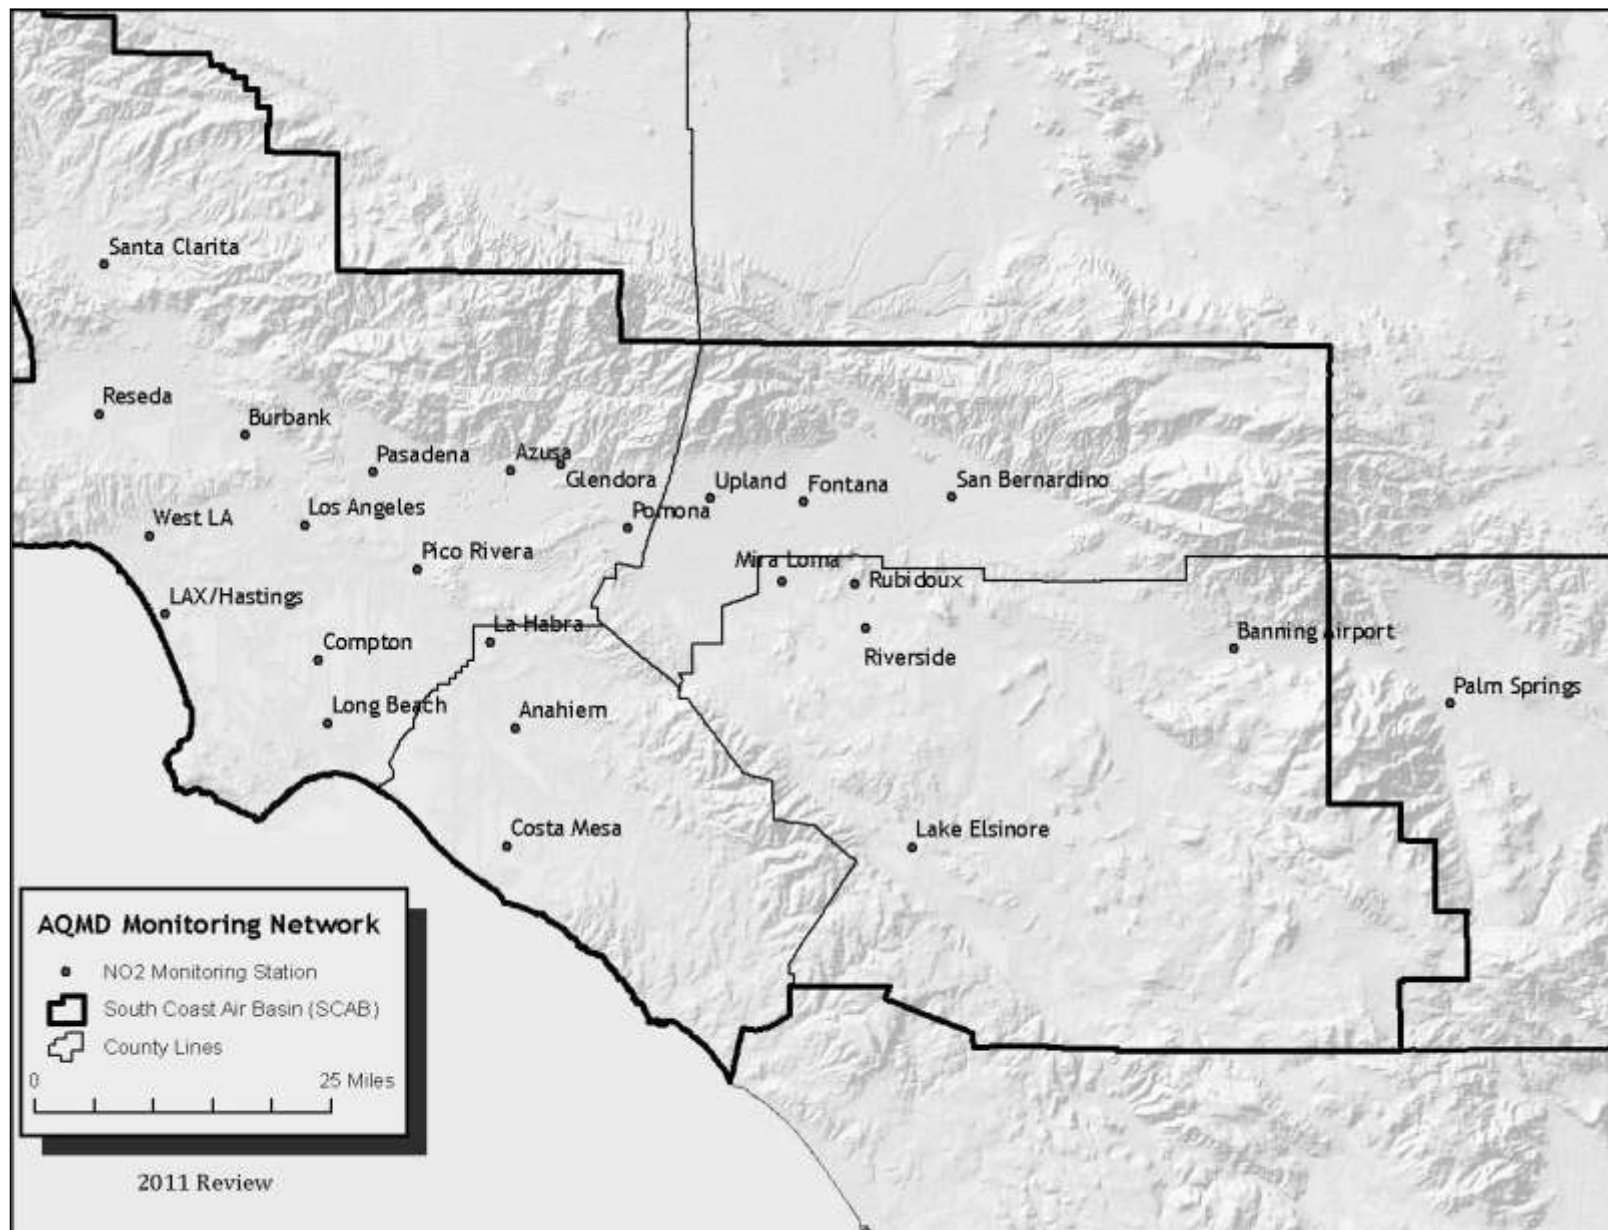 Santa Clarita
Reseda
Burbank
Pasadena
Azusa
Glendora
Upland
Fontana
San Bernardino
West LA
Los Angeles
Pomona
Pico Rivera
Mira Loma
Rubidoux
LAX/Hastings
La Habra
Compton
Riverside
Banning Airport
Palm Springs
Long Beach
Anahiem
Costa Mesa
Lake Elsinore
AQMD Monitoring Network
NO2 Monitoring Station
South Coast Air Basin (SCAB)
County Lines
0 25 Miles
2011 Review